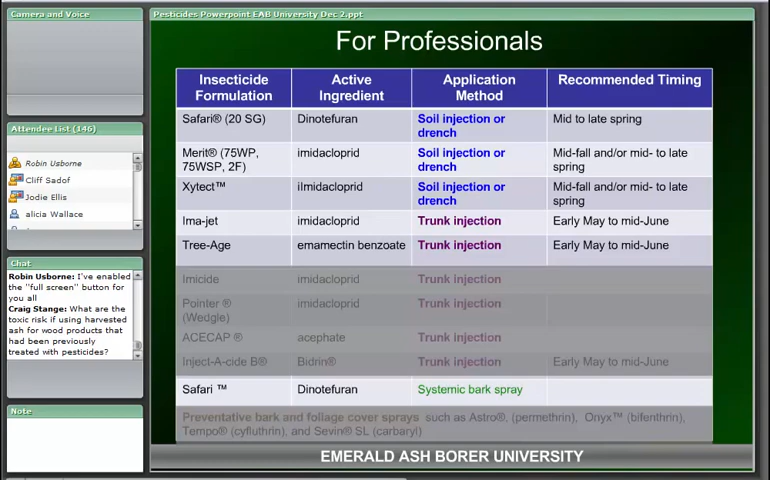 Camera and Voice
Pesticides Powerpoint EAB University Dec 2.ppt
Attendee List (146)
Robin Usborne
Cliff Sadof
Jodie Ellis
alicia Wallace
Chat
Robin Usborne: I've enabled
the "full screen" button for
you all
Craig Stange: What are the
toxic risk if using harvested
ash for wood products that
had been previously
treated with pesticides?
Note
For Professionals
Insecticide Formulation Active Ingredient Application Method Recommended Timing
Safari® (20 SG) Dinotefuran Soil injection or drench Mid to late spring
Merit® (75WP, 75WSP, 2F) imidacloprid Soil injection or drench Mid-fall and/or mid- to late spring
Xytect™ iImidacloprid Soil injection or drench Mid-fall and/or mid- to late spring
Ima-jet imidacloprid Trunk injection Early May to mid-June
Tree-Age emamectin benzoate Trunk injection Early May to mid-June
Imicide imidacloprid Trunk injection
Pointer ® (Wedgle) imidacloprid Trunk injection
ACECAP ® acephate Trunk injection
Inject-A-cide B® Bidrin® Trunk injection Early May to mid-June
Safari ™ Dinotefuran Systemic bark spray
Preventative bark and foliage cover sprays such as Astro®, (permethrin), Onyx™ (bifenthrin),
Tempo® (cyfluthrin), and Sevin® SL (carbaryl)
EMERALD ASH BORER UNIVERSITY